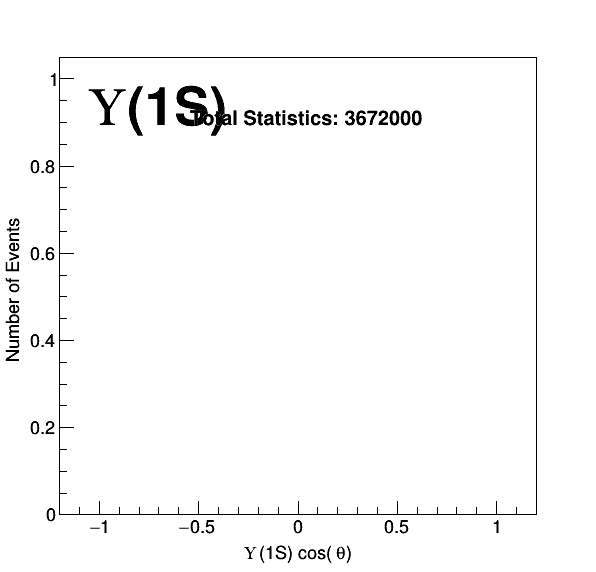 1
Υ(1S)
Total Statistics: 3672000
0.8
0.6
0.4
0.2
0
Number of Events
−1 −0.5 0 0.5 1
Υ(1S) cos( θ)